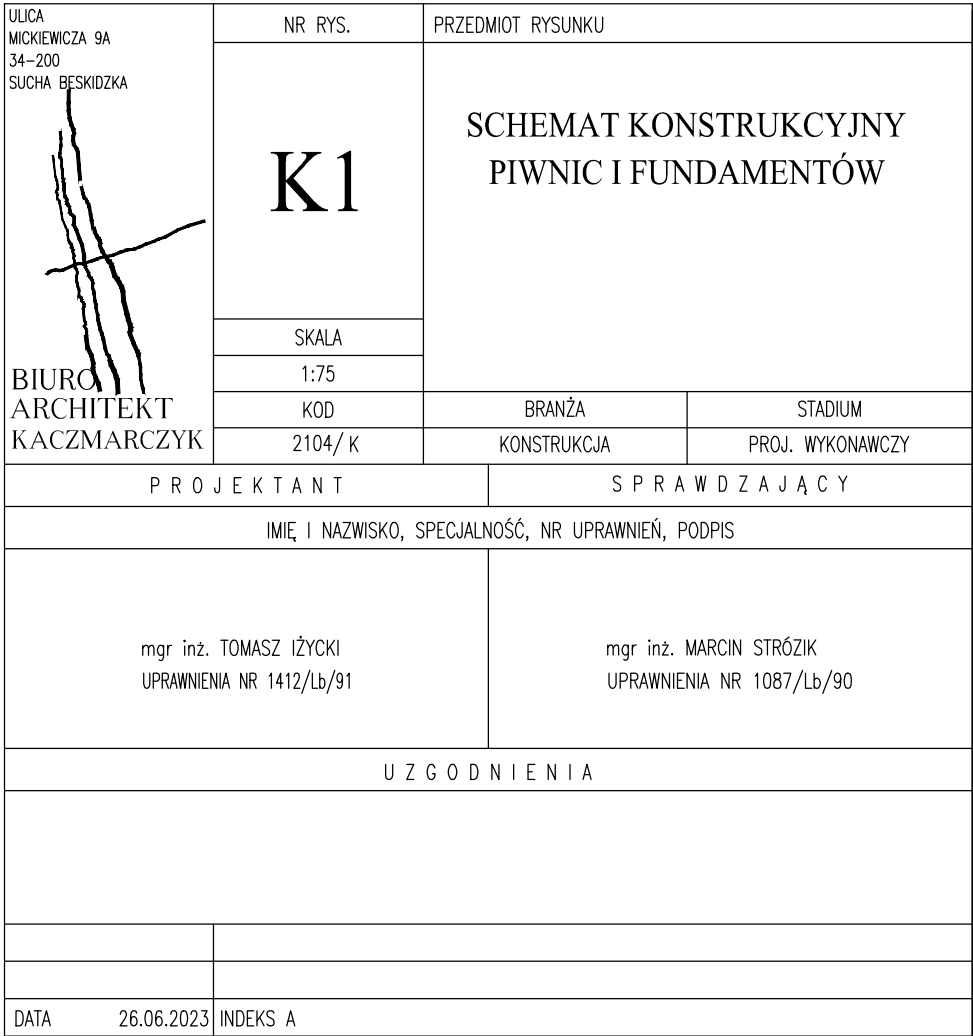 ULICA
MICKIEWICZA 9A
34-200
SUCHA BESKIDZKA
BIURO
ARCHITEKT
KACZMARCZYK
NR RYS.
K1
SKALA
1:75
KOD
2104/ K
PRZEDMIOT RYSUNKU
SCHEMAT KONSTRUKCYJNY
PIWNIC I FUNDAMENTÓW
BRANŻA
STADIUM
KONSTRUKCJA
PROJ. WYKONAWCZY
PROJEKTANT
SPRAWDZAJĄCY
IMIĘ I NAZWISKO, SPECJALNOŚĆ, NR UPRAWNIEŃ, PODPIS
mgr inż. TOMASZ IŻYCKI
UPRAWNIENIA NR 1412/Lb/91
mgr inż. MARCIN STRÓZIK
UPRAWNIENIA NR 1087/Lb/90
UZGODNIENIA
DATA 26.06.2023 INDEKS A